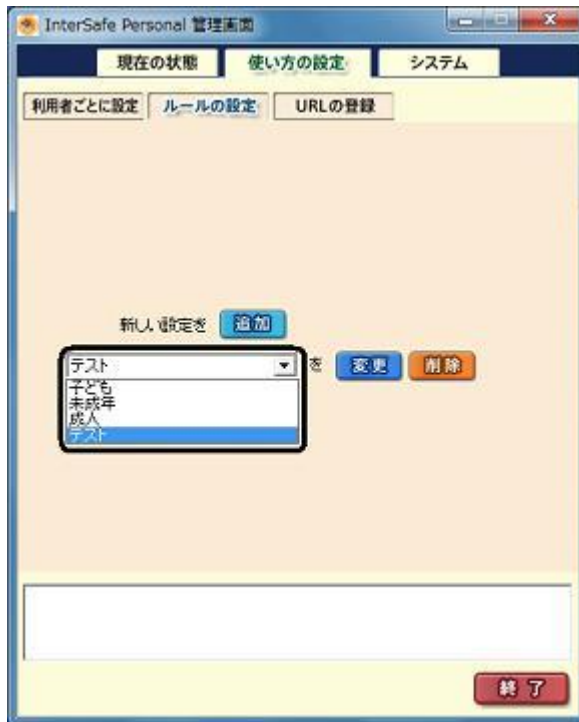 InterSafe Personal 管理画面
現在の状態 使い方の設定 システム
利用者ごとに設定 ルールの設定 URLの登録
新しい設定を 追加
テスト を 変更 削除
子ども
未成年
成人
テスト
終了